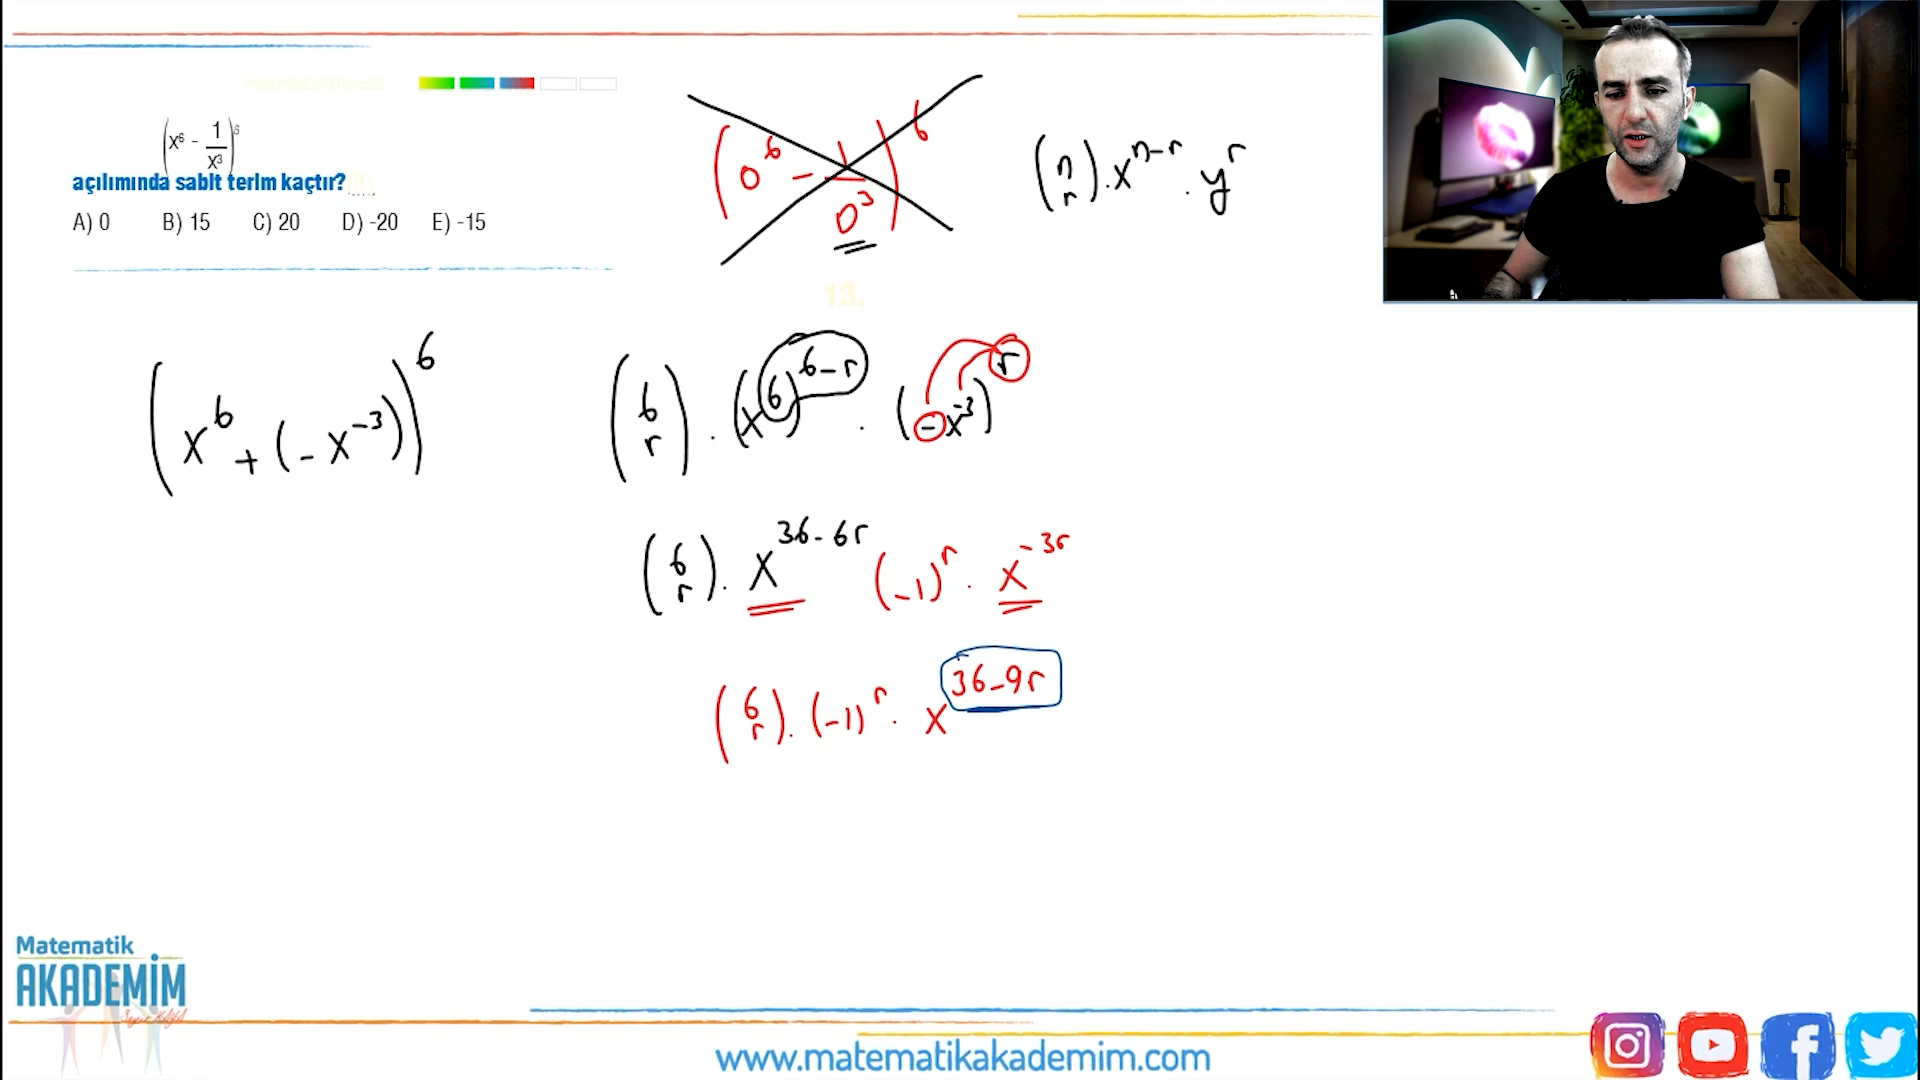 (x⁶ - 1/x³)⁶
açılımında sabit terim kaçtır?
A) 0 B) 15 C) 20 D) -20 E) -15
(0⁶ - 1/0³)⁶
(n r).xⁿ⁻ʳ.yʳ
13.
(x⁶ + (-x⁻³))⁶
(6 r).(x⁶)⁶⁻ʳ.(-x⁻³)ʳ
(6 r).x³⁶⁻⁶ʳ (-1)ʳ.x⁻³ʳ
(6 r).(-1)ʳ.x³⁶⁻⁹ʳ
Matematik
AKADEMİM
www.matematikakademim.com